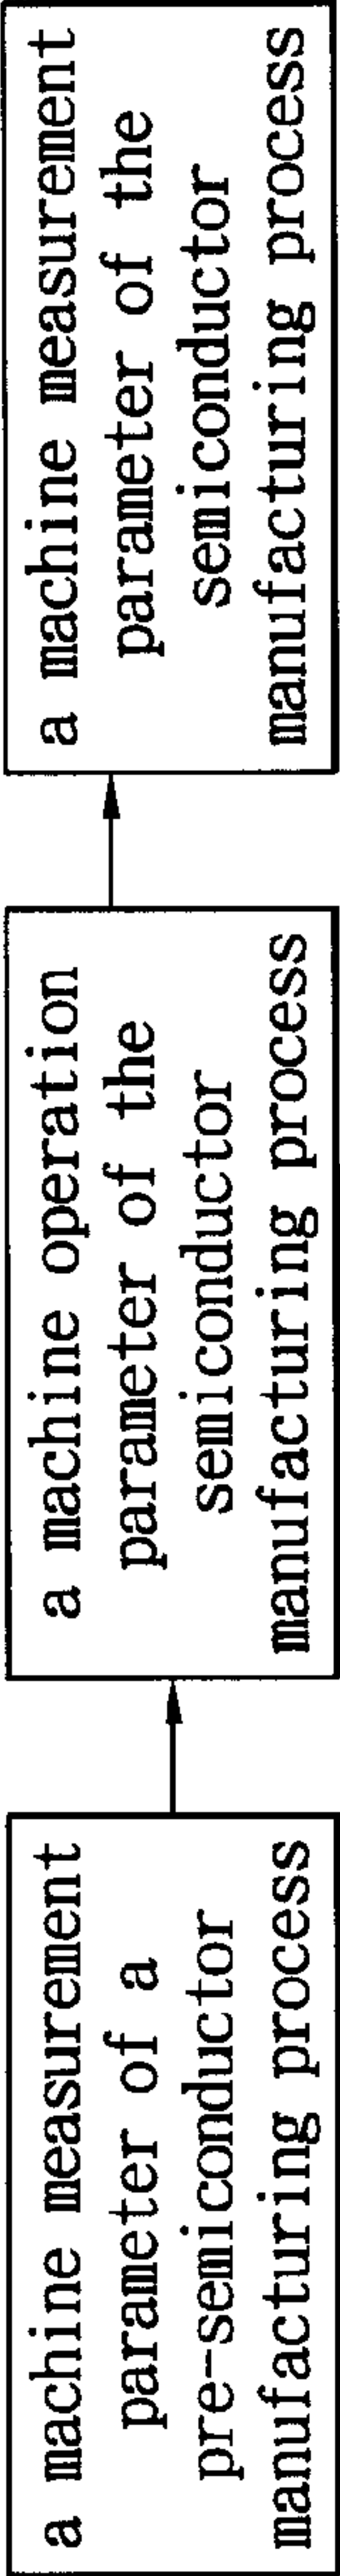 a machine measurement
parameter of a
pre-semiconductor
manufacturing process
a machine operation
parameter of the
semiconductor
manufacturing process
a machine measurement
parameter of the
semiconductor
manufacturing process